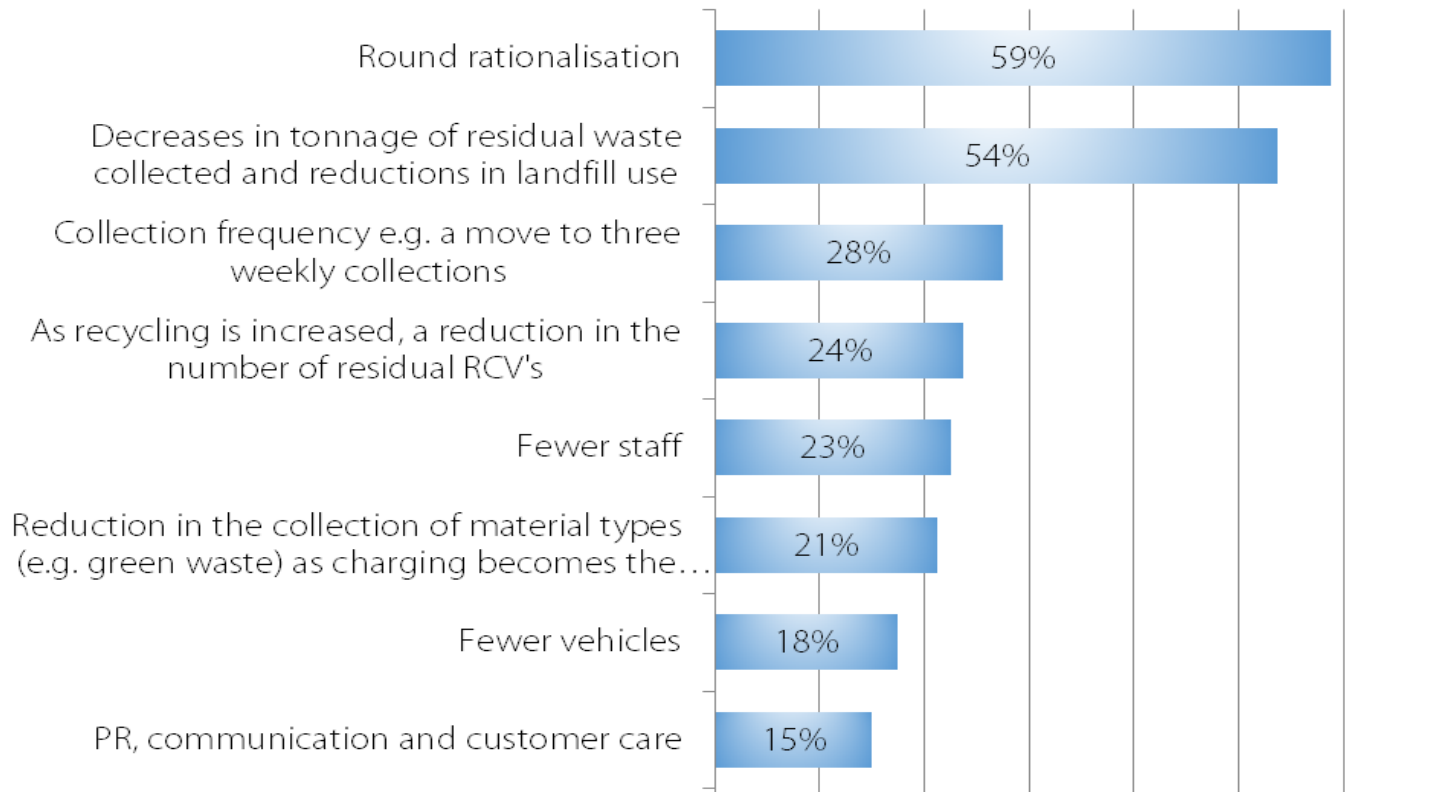 Round rationalisation
59%
Decreases in tonnage of residual waste
collected and reductions in landfill use
54%
Collection frequency e.g. a move to three
weekly collections
28%
As recycling is increased, a reduction in the
number of residual RCV's
24%
Fewer staff
23%
Reduction in the collection of material types
(e.g. green waste) as charging becomes the…
21%
Fewer vehicles
18%
PR, communication and customer care
15%